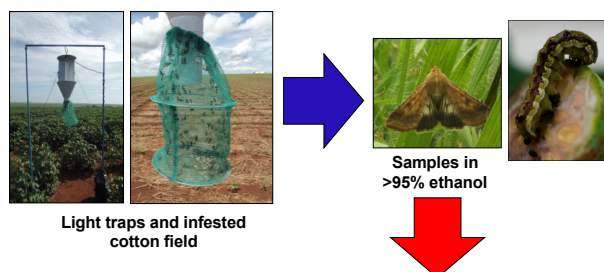 Light traps and infested
cotton field
Samples in
>95% ethanol